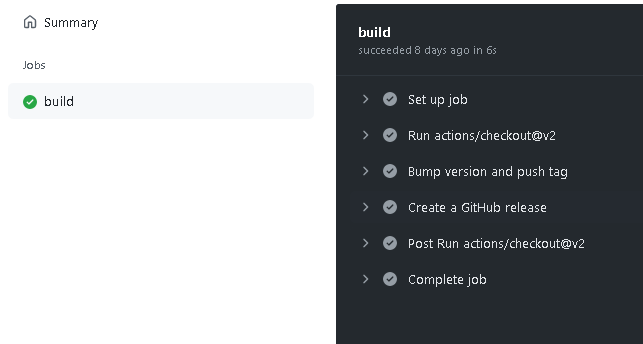 Summary
Jobs
build
build
succeeded 8 days ago in 6s
Set up job
Run actions/checkout@v2
Bump version and push tag
Create a GitHub release
Post Run actions/checkout@v2
Complete job